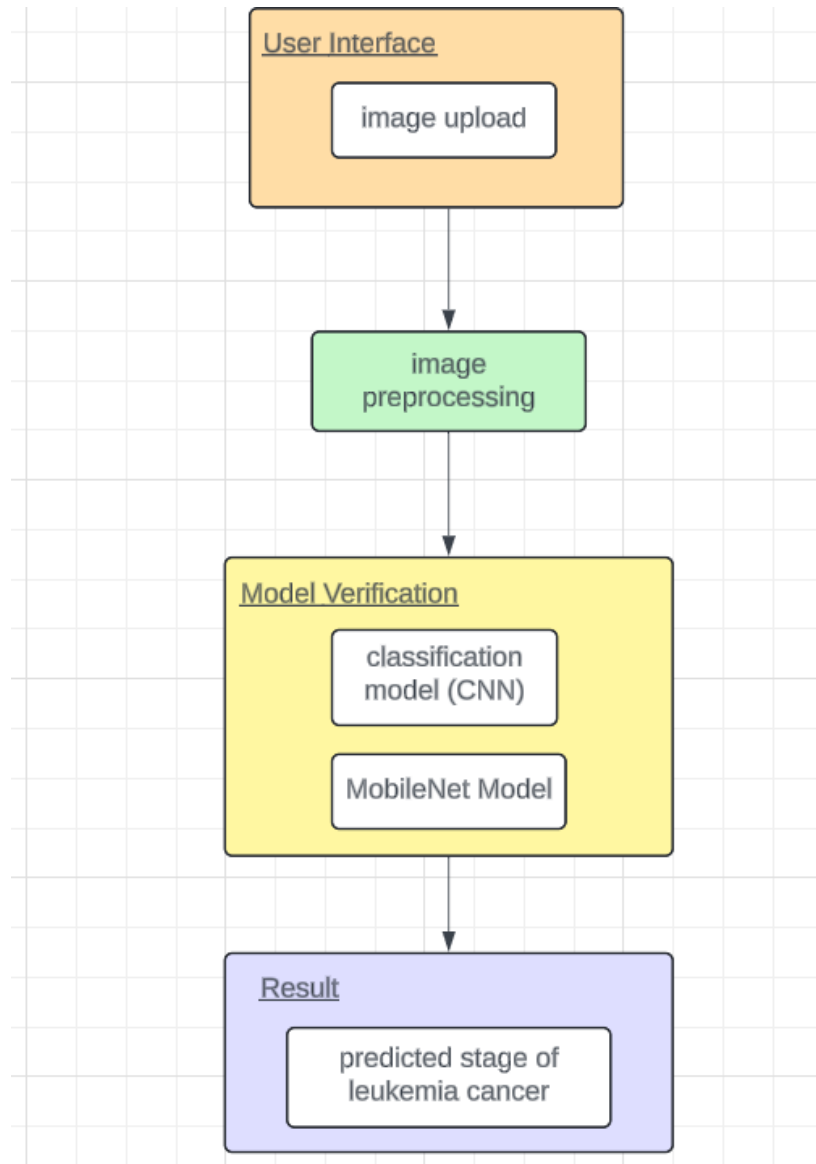 User Interface
image upload
image
preprocessing
Model Verification
classification
model (CNN)
MobileNet Model
Result
predicted stage of
leukemia cancer